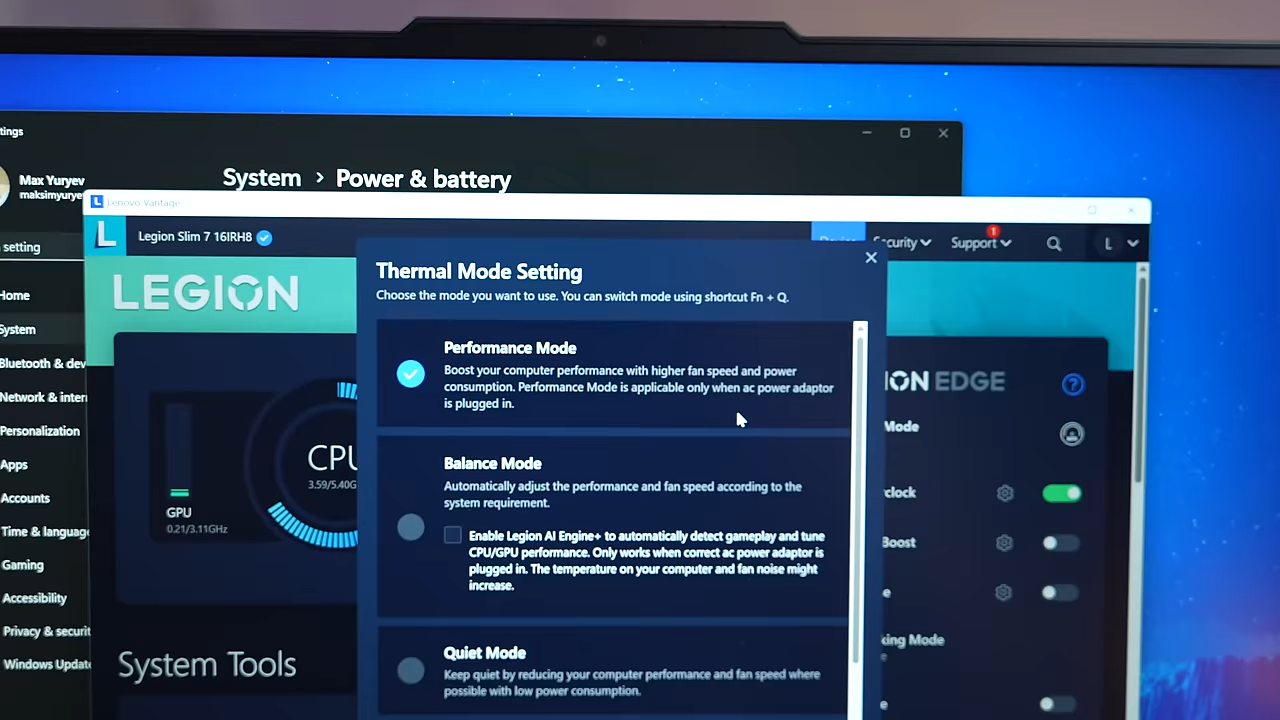 ttings
Max Yuryev
maksimyurye
System > Power & battery
Lenovo Vantage
setting
L Legion Slim 7 16IRH8
Security
Support
1
L
LEGION
Home
System
Bluetooth & dev
Network & inter
Personalization
Apps
Accounts
Time & language
Gaming
Accessibility
Privacy & securit
Windows Updat
GPU
0.21/3.11GHz
CPU
3.59/5.40G
System Tools
Thermal Mode Setting
Choose the mode you want to use. You can switch mode using shortcut Fn + Q.
Performance Mode
Boost your computer performance with higher fan speed and power
consumption. Performance Mode is applicable only when ac power adaptor
is plugged in.
Balance Mode
Automatically adjust the performance and fan speed according to the
system requirement.
Enable Legion AI Engine+ to automatically detect gameplay and tune
CPU/GPU performance. Only works when correct ac power adaptor is
plugged in. The temperature on your computer and fan noise might
increase.
Quiet Mode
Keep quiet by reducing your computer performance and fan speed where
possible with low power consumption.
ION EDGE
?
Mode
rclock
Boost
e
king Mode
e
e